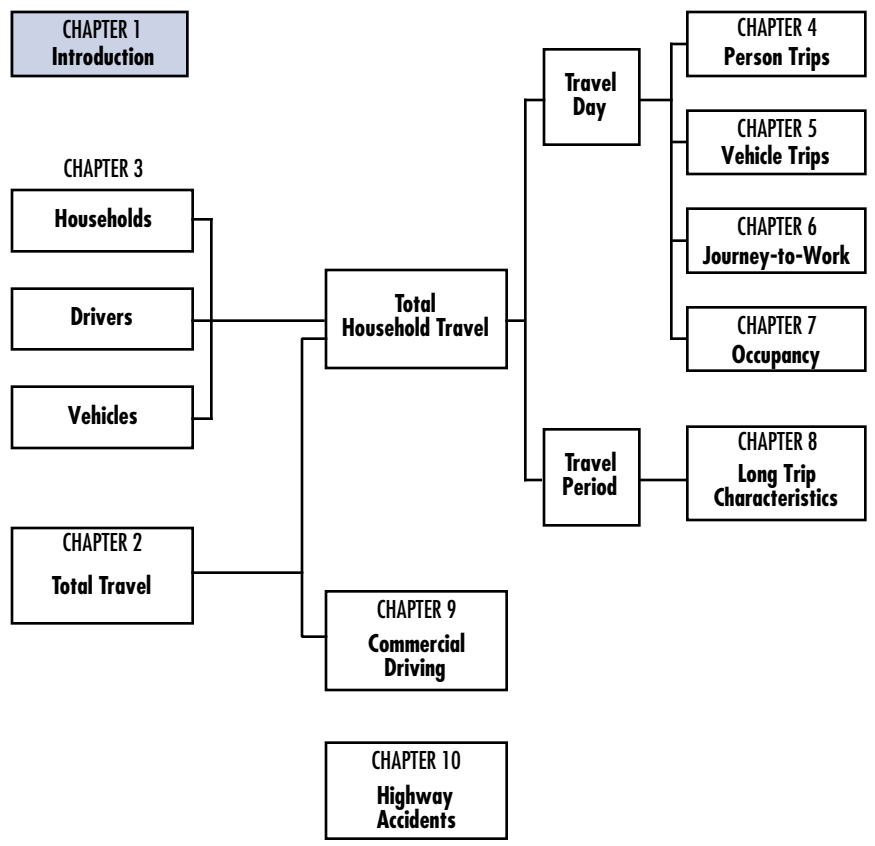 CHAPTER 1
Introduction
CHAPTER 3
Households
Drivers
Vehicles
CHAPTER 2
Total Travel
Total
Household Travel
CHAPTER 9
Commercial
Driving
CHAPTER 10
Highway
Accidents
Travel
Day
Travel
Period
CHAPTER 4
Person Trips
CHAPTER 5
Vehicle Trips
CHAPTER 6
Journey-to-Work
CHAPTER 7
Occupancy
CHAPTER 8
Long Trip
Characteristics